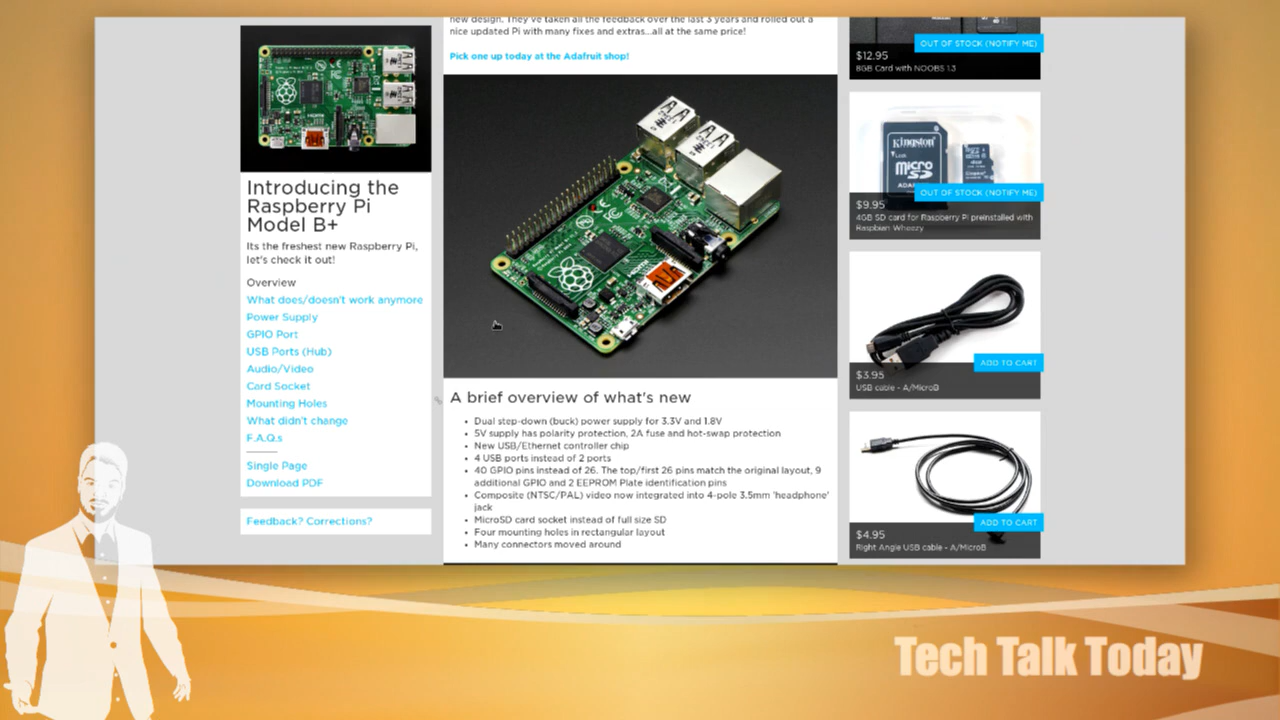 Introducing the
Raspberry Pi
Model B+
Its the freshest new Raspberry Pi,
let's check it out!
Overview
What does/doesn't work anymore
Power Supply
GPIO Port
USB Ports (Hub)
Audio/Video
Card Socket
Mounting Holes
What didn't change
F.A.Q.s
Single Page
Download PDF
Feedback? Corrections?
new design. They've taken all the feedback over the last 3 years and rolled out a
nice updated Pi with many fixes and extras...all at the same price!
Pick one up today at the Adafruit shop!
HDMI
A brief overview of what's new
• Dual step-down (buck) power supply for 3.3V and 1.8V
• 5V supply has polarity protection, 2A fuse and hot-swap protection
• New USB/Ethernet controller chip
• 4 USB ports instead of 2 ports
• 40 GPIO pins instead of 26. The top/first 26 pins match the original layout, 9
additional GPIO and 2 EEPROM Plate identification pins
• Composite (NTSC/PAL) video now integrated into 4-pole 3.5mm 'headphone'
jack
• MicroSD card socket instead of full size SD
• Four mounting holes in rectangular layout
• Many connectors moved around
OUT OF STOCK (NOTIFY ME)
$12.95
8GB Card with NOOBS 1.3
Kingston
Lock
micro
SD
OUT OF STOCK (NOTIFY ME)
$9.95
4GB SD card for Raspberry Pi preinstalled with
Raspbian Wheezy
ADD TO CART
$3.95
USB cable - A/MicroB
ADD TO CART
$4.95
Right Angle USB cable - A/MicroB
Tech Talk Today